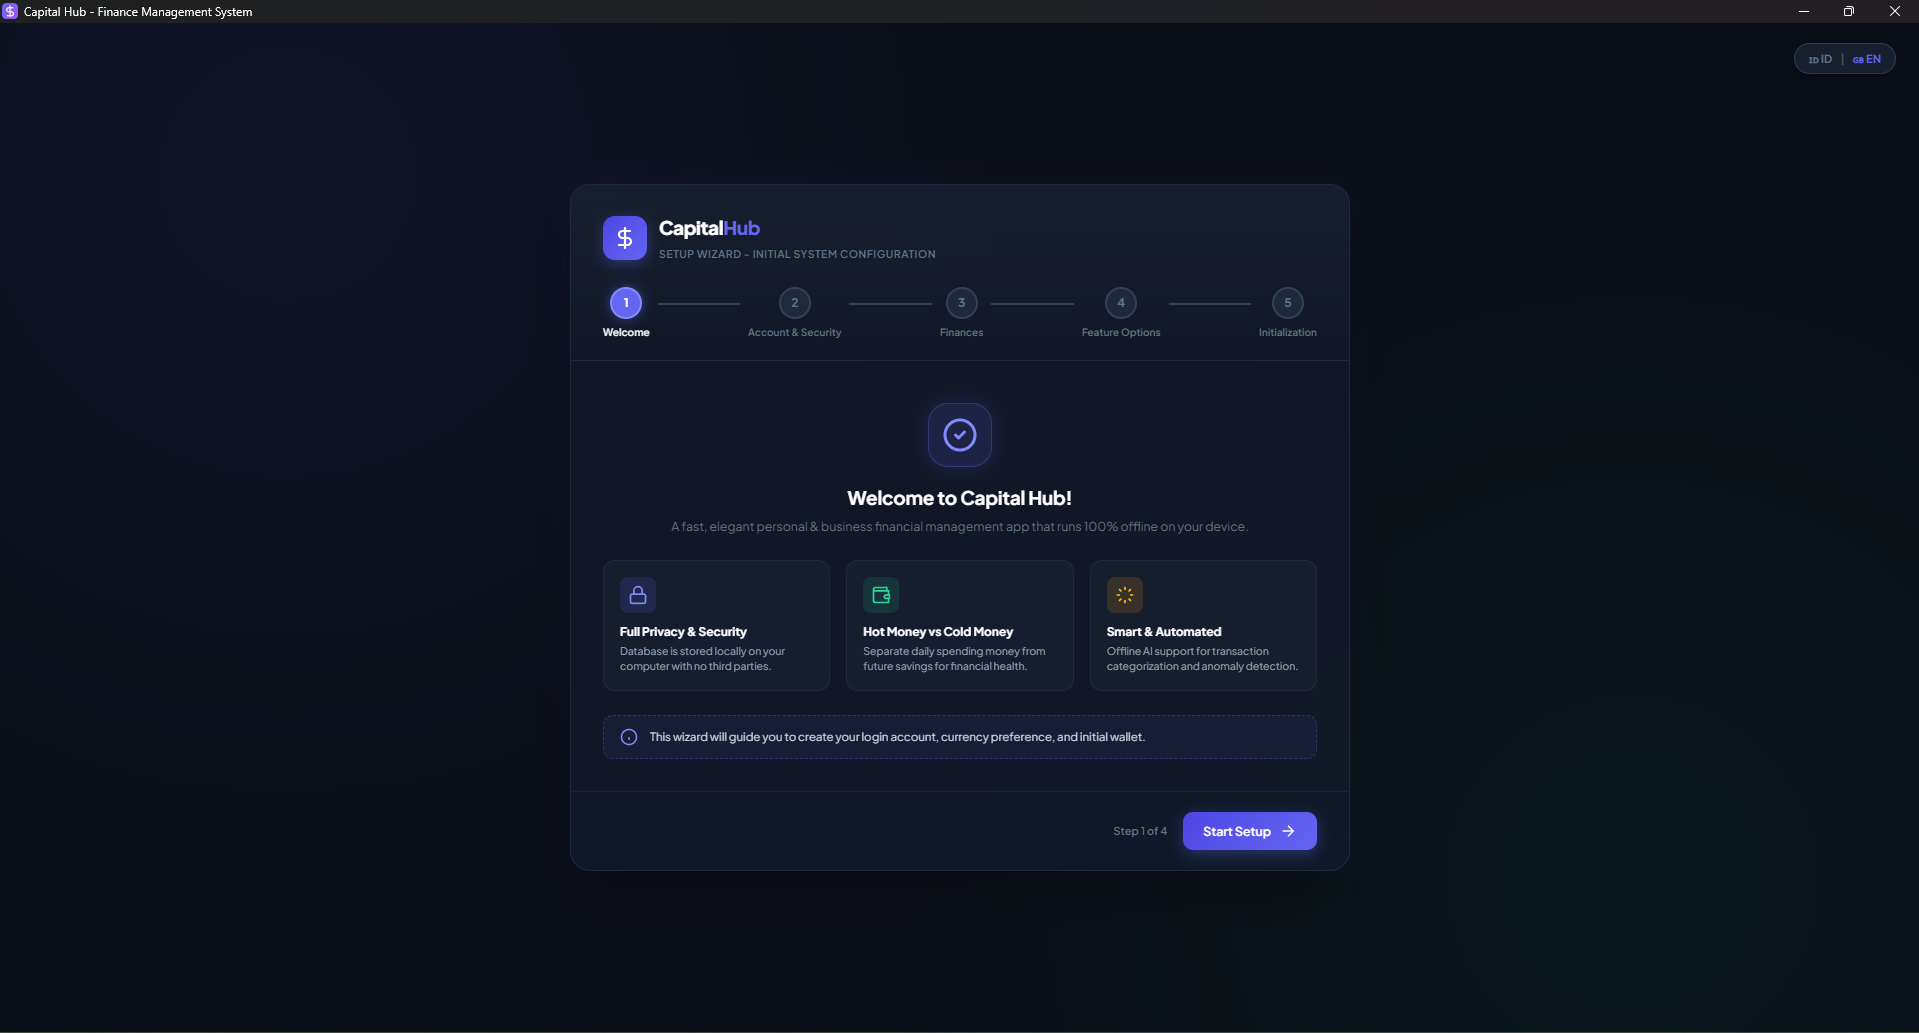 Capital Hub - Finance Management System
ID ID | GB EN
CapitalHub
SETUP WIZARD - INITIAL SYSTEM CONFIGURATION
1
2
3
4
5
Welcome
Account & Security
Finances
Feature Options
Initialization
Welcome to Capital Hub!
A fast, elegant personal & business financial management app that runs 100% offline on your device.
Full Privacy & Security
Database is stored locally on your
computer with no third parties.
Hot Money vs Cold Money
Separate daily spending money from
future savings for financial health.
Smart & Automated
Offline AI support for transaction
categorization and anomaly detection.
This wizard will guide you to create your login account, currency preference, and initial wallet.
Step 1 of 4
Start Setup